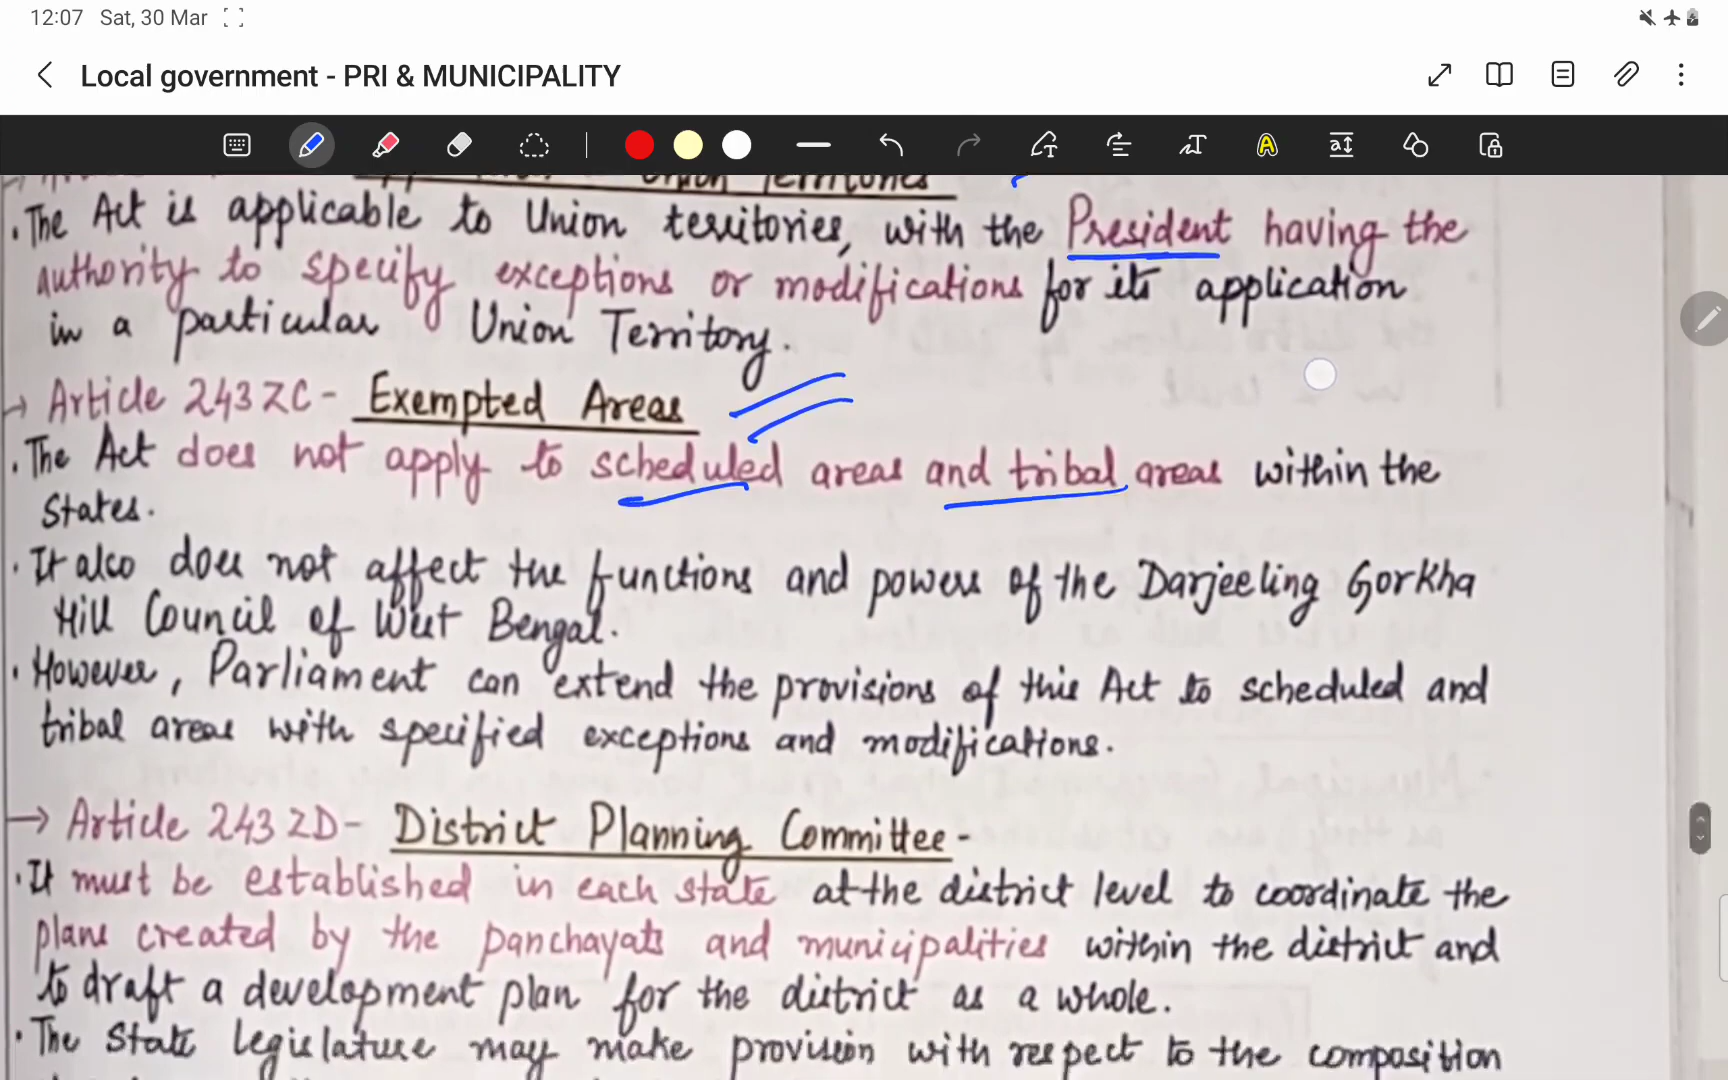 12:07 Sat, 30 Mar
Local government - PRI & MUNICIPALITY
Union Territories
• The Act is applicable to Union territories, with the President having the
authority to specify exceptions or modifications for its application
in a particular Union Territory.
→ Article 243ZC - Exempted Areas
• The Act does not apply to scheduled areas and tribal areas within the
States.
• It also does not affect the functions and powers of the Darjeeling Gorkha
Hill Council of West Bengal.
• However, Parliament can extend the provisions of this Act to scheduled and
tribal areas with specified exceptions and modifications.
→ Article 243ZD - District Planning Committee -
• It must be established in each state at the district level to coordinate the
plans created by the panchayats and municipalities within the district and
to draft a development plan for the district as a whole.
• The State legislature may make provision with respect to the composition